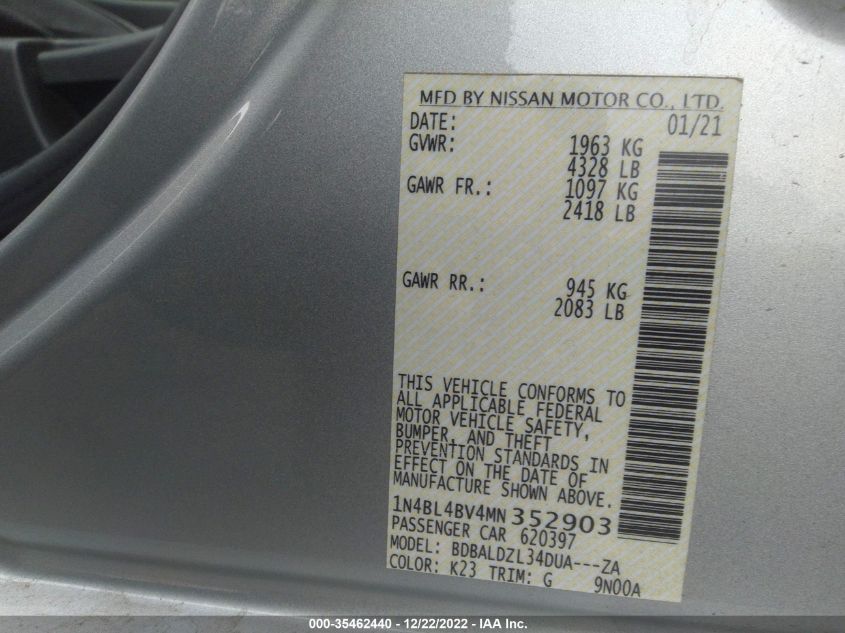 MFD BY NISSAN MOTOR CO., LTD.
DATE: 01/21
GVWR: 1963 KG
4328 LB
GAWR FR.: 1097 KG
2418 LB
GAWR RR.: 945 KG
2083 LB
THIS VEHICLE CONFORMS TO
ALL APPLICABLE FEDERAL
MOTOR VEHICLE SAFETY,
BUMPER, AND THEFT
PREVENTION STANDARDS IN
EFFECT ON THE DATE OF
MANUFACTURE SHOWN ABOVE.
1N4BL4BV4MN352903
PASSENGER CAR 620397
MODEL: BDBALDZL34DUA---ZA
COLOR: K23 TRIM: G 9N00A
000-35462440 - 12/22/2022 - IAA Inc.